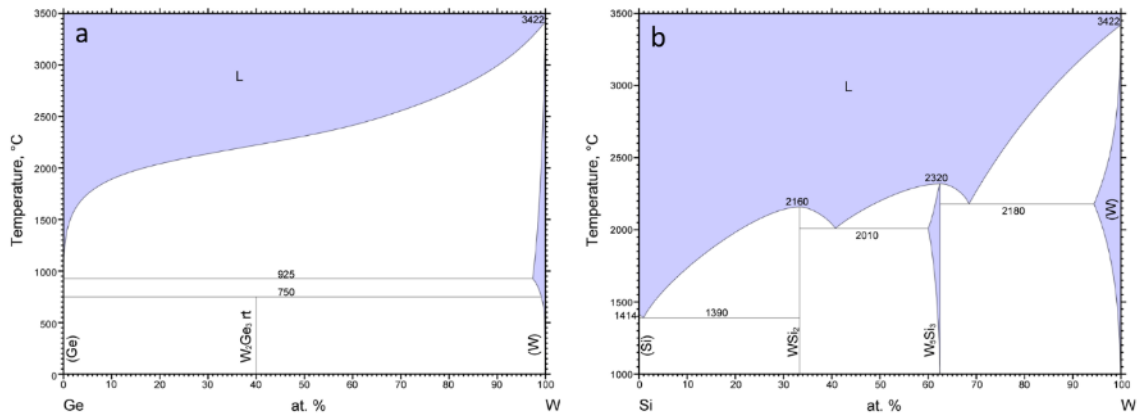 a
3422
3500
L
3000
2500
2000
1500
1000
500
0
Temperature, °C
925
750
(Ge)
W₂Ge₃ rt
(W)
0 10 20 30 40 50 60 70 80 90 100
Ge at. % W
b
3422
3500
L
3000
2500
2000
1500
1414
1000
Temperature, °C
2320
2160
2180
2010
1390
(Si)
WSi₂
W₅Si₃
(W)
0 10 20 30 40 50 60 70 80 90 100
Si at. % W